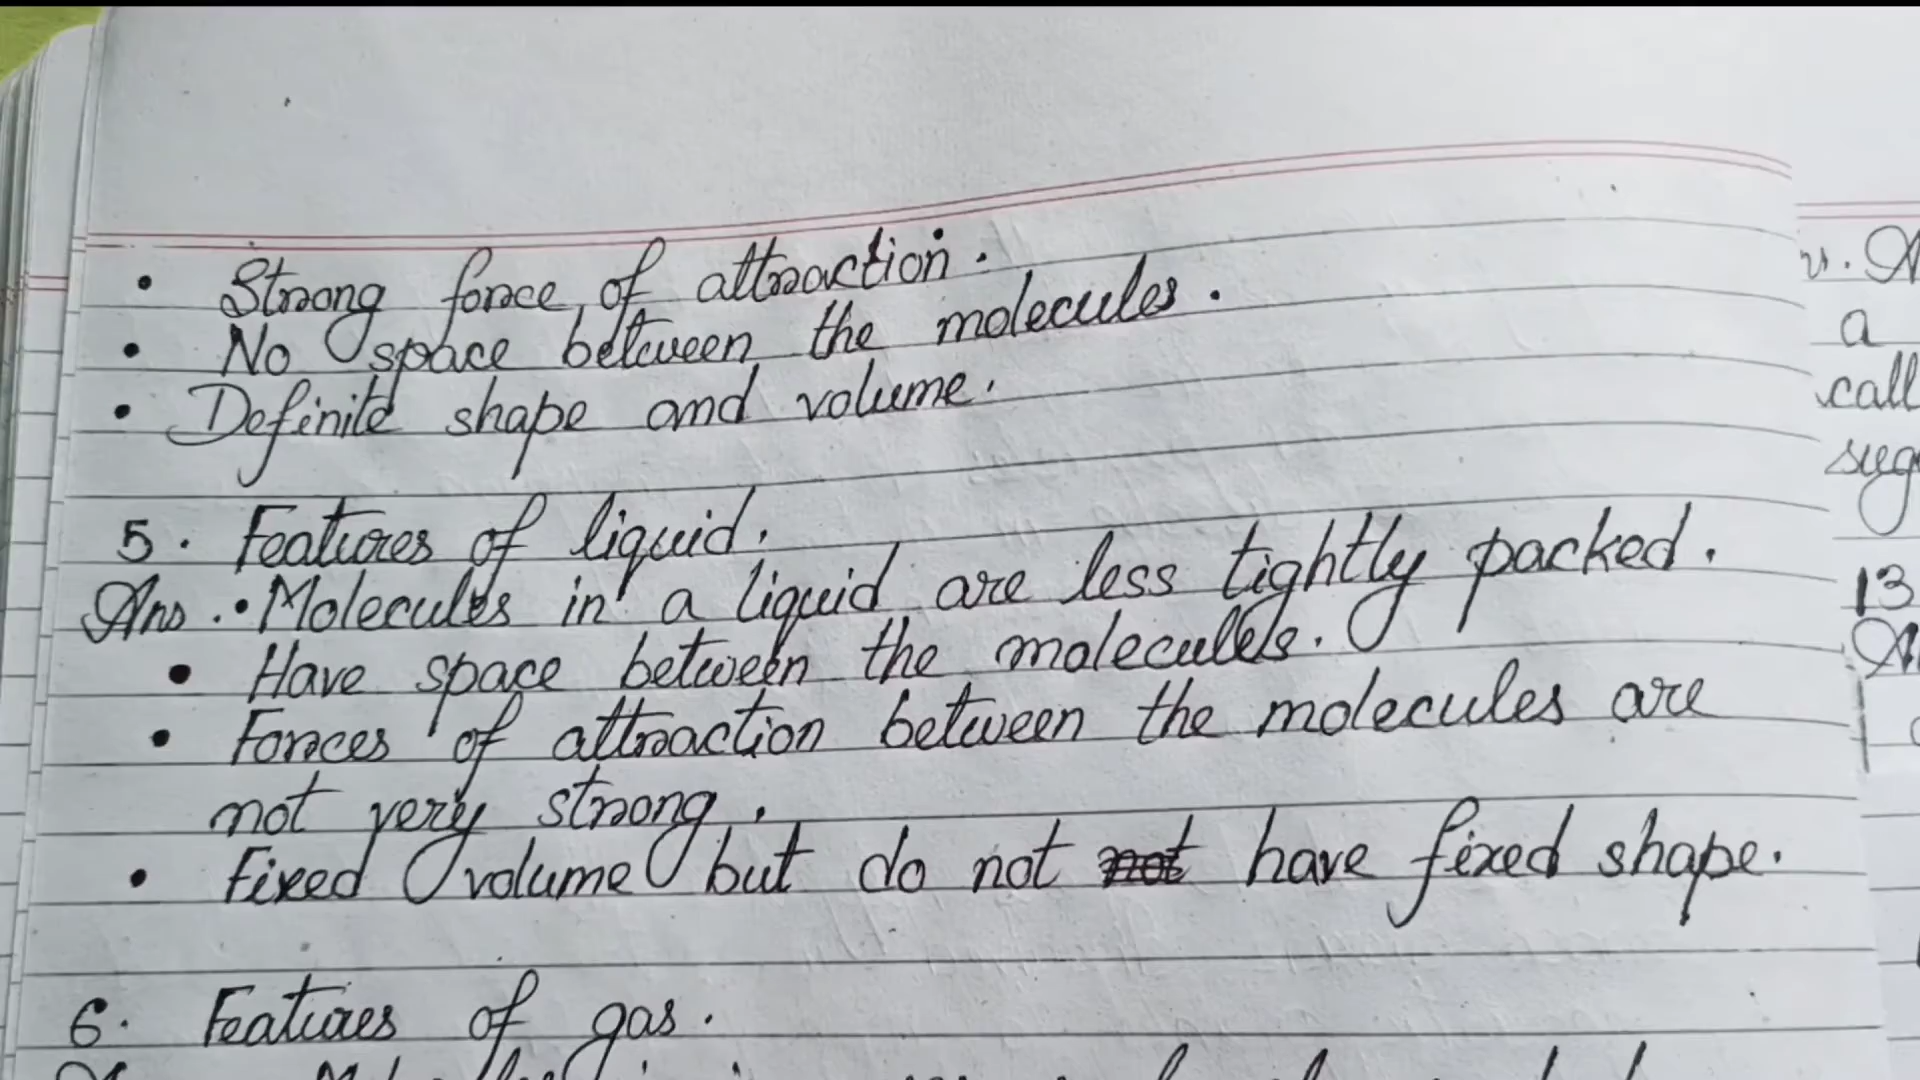 • Strong force of attraction.
• No space between the molecules.
• Definite shape and volume.
5. Features of liquid.
Ans. • Molecules in a liquid are less tightly packed.
• Have space between the molecules.
• Forces of attraction between the molecules are
not very strong.
• Fixed volume but do not not have fixed shape.
6. Features of gas.
a
call
sug
13